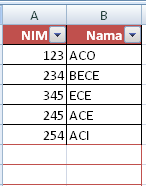 A B
NIM Nama
123 ACO
234 BECE
345 ECE
245 ACE
254 ACI